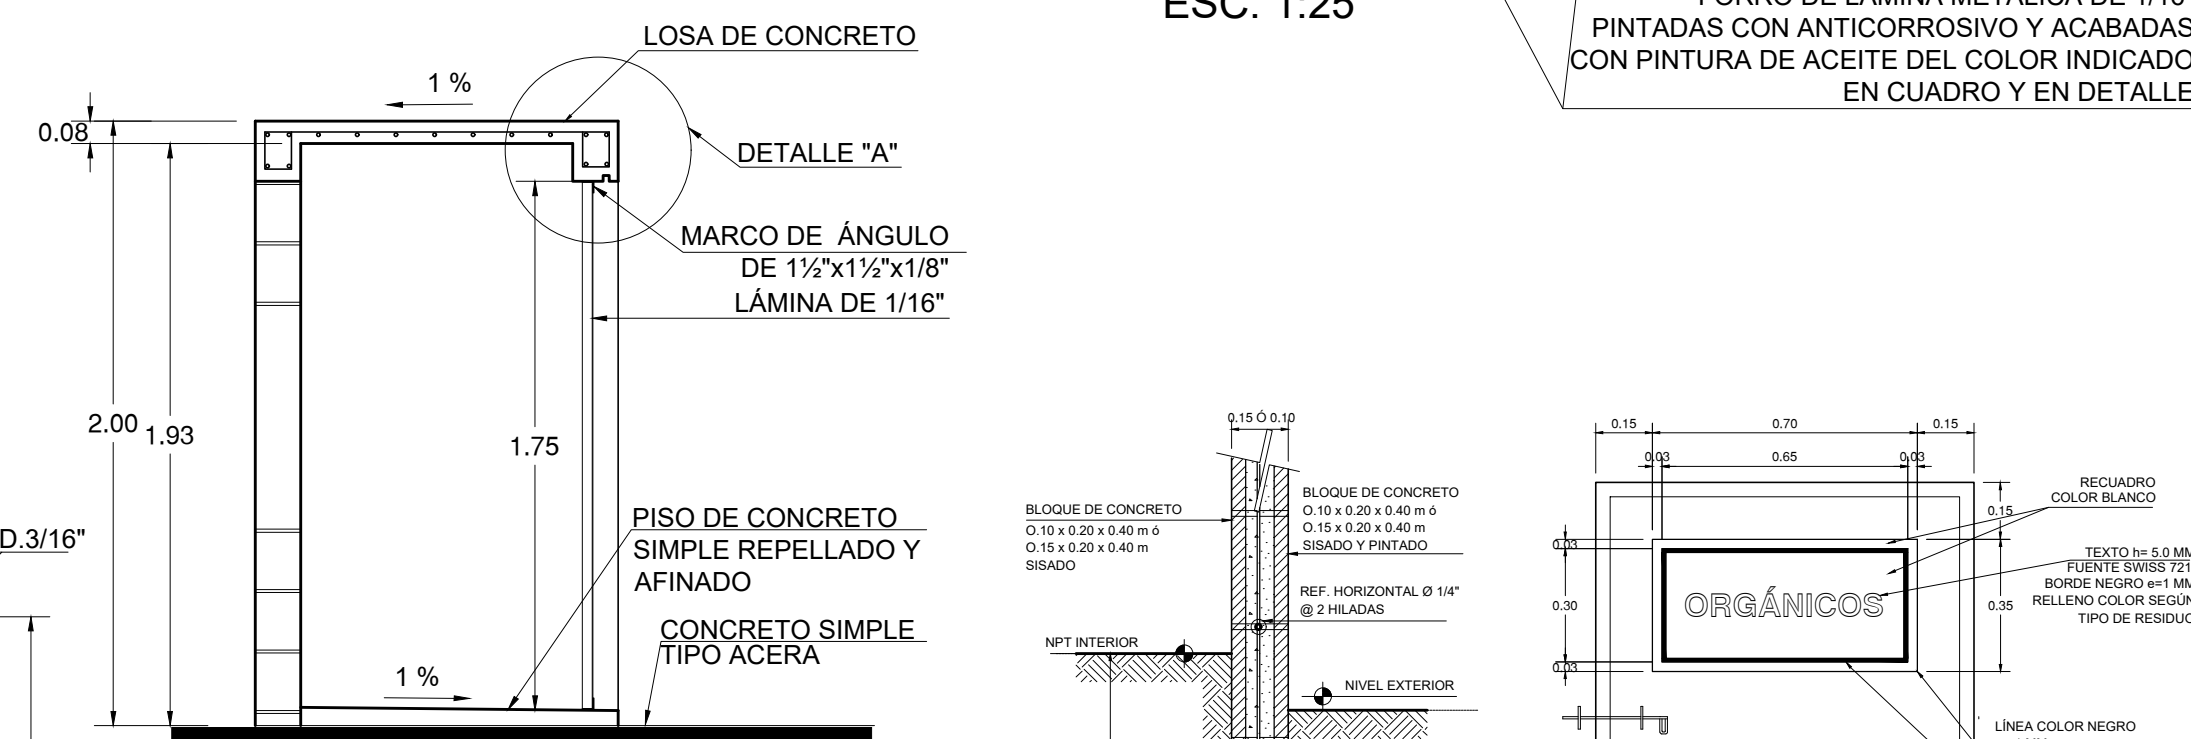 ESC. 1:25
PINTADAS CON ANTICORROSIVO Y ACABADAS
CON PINTURA DE ACEITE DEL COLOR INDICADO
EN CUADRO Y EN DETALLE
LOSA DE CONCRETO
1 %
0.08
DETALLE "A"
MARCO DE ÁNGULO
DE 1½"x1½"x1/8"
LÁMINA DE 1/16"
2.00
1.93
1.75
D.3/16"
PISO DE CONCRETO
SIMPLE REPELLADO Y
AFINADO
CONCRETO SIMPLE
TIPO ACERA
1 %
0.15 Ó 0.10
BLOQUE DE CONCRETO
O.10 x 0.20 x 0.40 m ó
O.15 x 0.20 x 0.40 m
SISADO
BLOQUE DE CONCRETO
O.10 x 0.20 x 0.40 m ó
O.15 x 0.20 x 0.40 m
SISADO Y PINTADO
REF. HORIZONTAL Ø 1/4"
@ 2 HILADAS
NPT INTERIOR
NIVEL EXTERIOR
0.15
0.70
0.15
0.03
0.65
0.03
RECUADRO
COLOR BLANCO
0.15
0.03
TEXTO h= 5.0 MM
FUENTE SWISS 721
BORDE NEGRO e=1 MM
RELLENO COLOR SEGÚN
TIPO DE RESIDUO
0.30
ORGÁNICOS
0.35
0.03
LÍNEA COLOR NEGRO